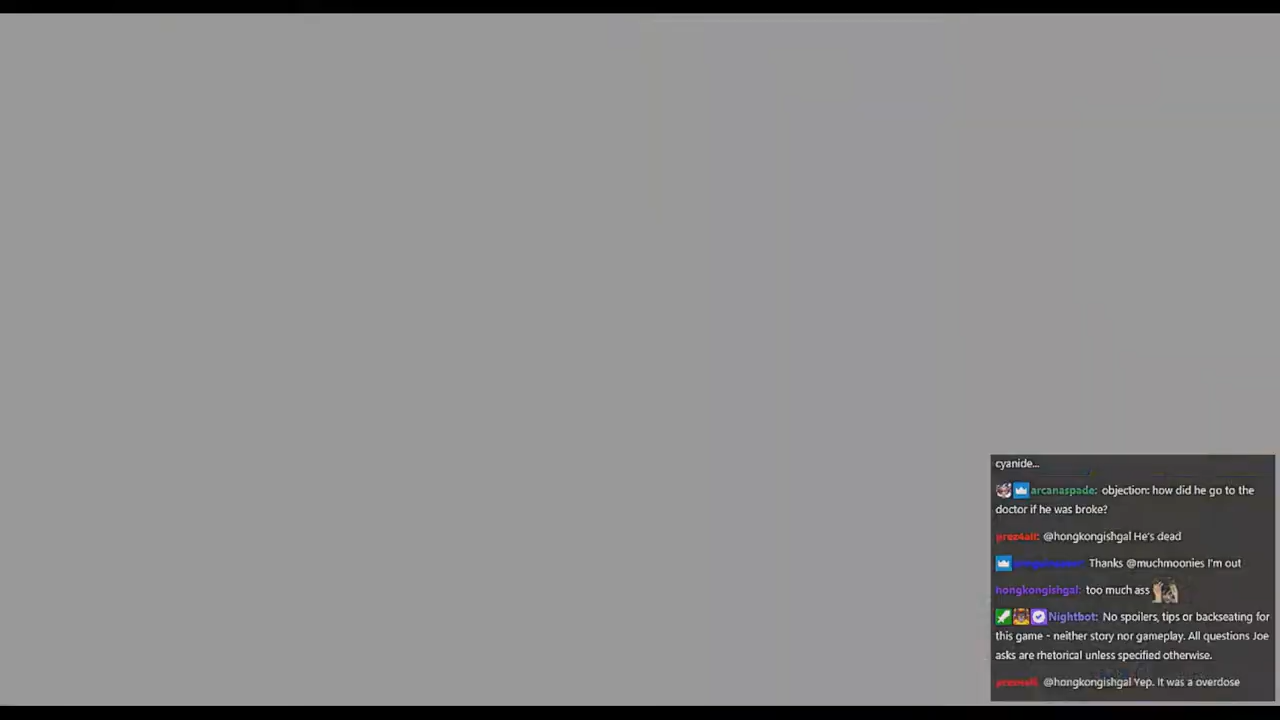 cyanide...
arcanaspade: objection: how did he go to the
doctor if he was broke?
prez4all: @hongkongishgal He's dead
Thanks @muchmoonies I'm out
hongkongishgal: too much ass
Nightbot: No spoilers, tips or backseating for
this game - neither story nor gameplay. All questions Joe
asks are rhetorical unless specified otherwise.
prez4all: @hongkongishgal Yep. It was a overdose